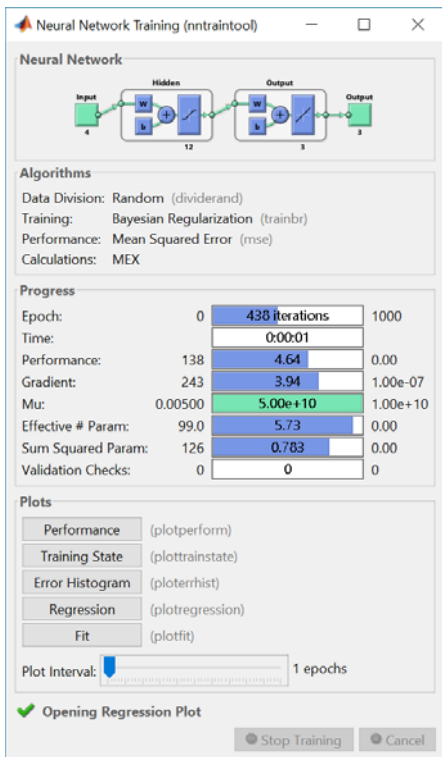 Neural Network Training (nntraintool)
Neural Network
Hidden Output
Input W b + W b + Output
4 12 3 3
Algorithms
Data Division: Random (dividerand)
Training: Bayesian Regularization (trainbr)
Performance: Mean Squared Error (mse)
Calculations: MEX
Progress
Epoch: 0 438 iterations 1000
Time: 0:00:01
Performance: 138 4.64 0.00
Gradient: 243 3.94 1.00e-07
Mu: 0.00500 5.00e+10 1.00e+10
Effective # Param: 99.0 5.73 0.00
Sum Squared Param: 126 0.783 0.00
Validation Checks: 0 0 0
Plots
Performance (plotperform)
Training State (plottrainstate)
Error Histogram (ploterrhist)
Regression (plotregression)
Fit (plotfit)
Plot Interval: 1 epochs
Opening Regression Plot
Stop Training Cancel